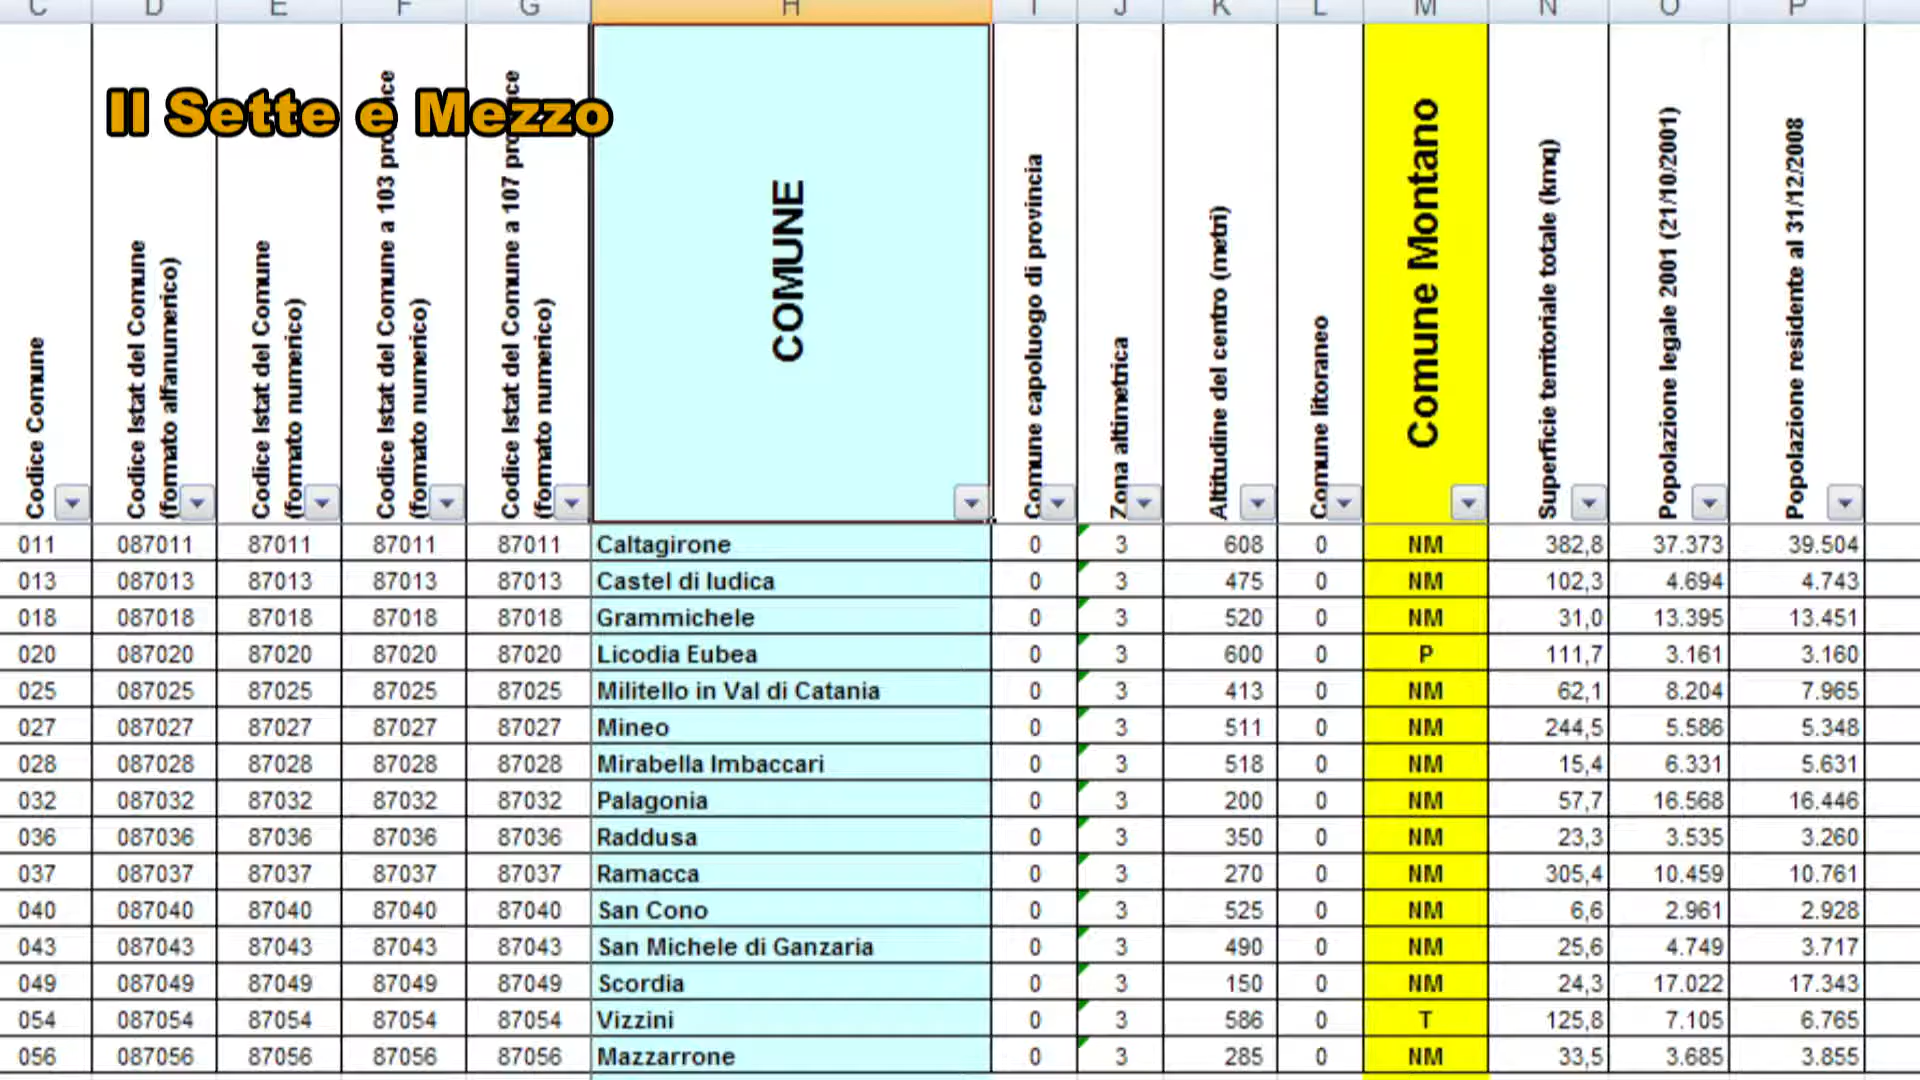 C D E F G H I J K L M N O P
Il Sette e Mezzo
Codice Comune
Codice Istat del Comune
(formato alfanumerico)
Codice Istat del Comune
(formato numerico)
Codice Istat del Comune a 103 province
(formato numerico)
Codice Istat del Comune a 107 province
(formato numerico)
COMUNE
Comune capoluogo di provincia
Zona altimetrica
Altitudine del centro (metri)
Comune litoraneo
Comune Montano
Superficie territoriale totale (kmq)
Popolazione legale 2001 (21/10/2001)
Popolazione residente al 31/12/2008
011 087011 87011 87011 87011 Caltagirone 0 3 608 0 NM 382,8 37.373 39.504
013 087013 87013 87013 87013 Castel di Iudica 0 3 475 0 NM 102,3 4.694 4.743
018 087018 87018 87018 87018 Grammichele 0 3 520 0 NM 31,0 13.395 13.451
020 087020 87020 87020 87020 Licodia Eubea 0 3 600 0 P 111,7 3.161 3.160
025 087025 87025 87025 87025 Militello in Val di Catania 0 3 413 0 NM 62,1 8.204 7.965
027 087027 87027 87027 87027 Mineo 0 3 511 0 NM 244,5 5.586 5.348
028 087028 87028 87028 87028 Mirabella Imbaccari 0 3 518 0 NM 15,4 6.331 5.631
032 087032 87032 87032 87032 Palagonia 0 3 200 0 NM 57,7 16.568 16.446
036 087036 87036 87036 87036 Raddusa 0 3 350 0 NM 23,3 3.535 3.260
037 087037 87037 87037 87037 Ramacca 0 3 270 0 NM 305,4 10.459 10.761
040 087040 87040 87040 87040 San Cono 0 3 525 0 NM 6,6 2.961 2.928
043 087043 87043 87043 87043 San Michele di Ganzaria 0 3 490 0 NM 25,6 4.749 3.717
049 087049 87049 87049 87049 Scordia 0 3 150 0 NM 24,3 17.022 17.343
054 087054 87054 87054 87054 Vizzini 0 3 586 0 T 125,8 7.105 6.765
056 087056 87056 87056 87056 Mazzarrone 0 3 285 0 NM 33,5 3.685 3.855